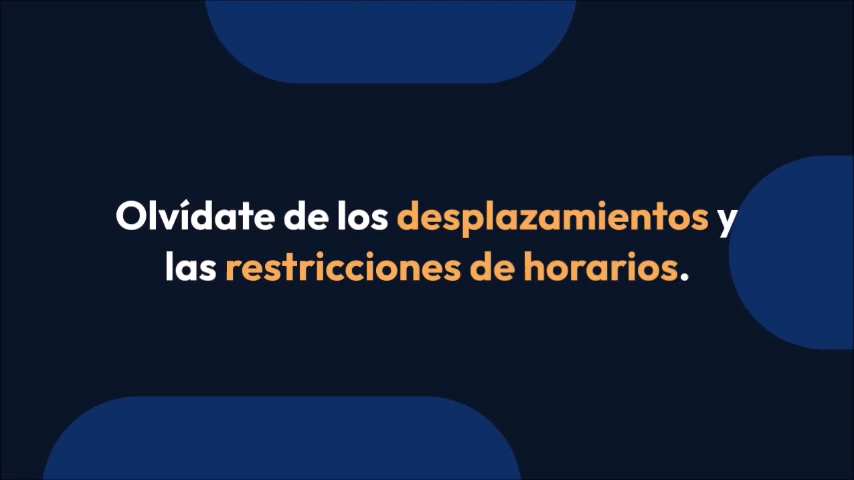 Olvídate de los desplazamientos y
las restricciones de horarios.